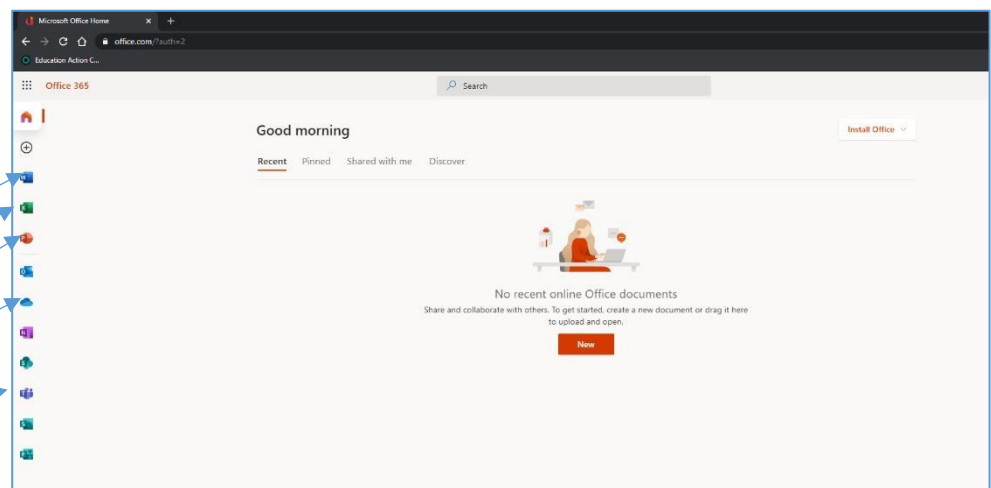 Microsoft Office Home
office.com/?auth=2
Education Action C...
Office 365
Search
Good morning
Install Office
Recent Pinned Shared with me Discover
No recent online Office documents
Share and collaborate with others. To get started, create a new document or drag it here
to upload and open.
New